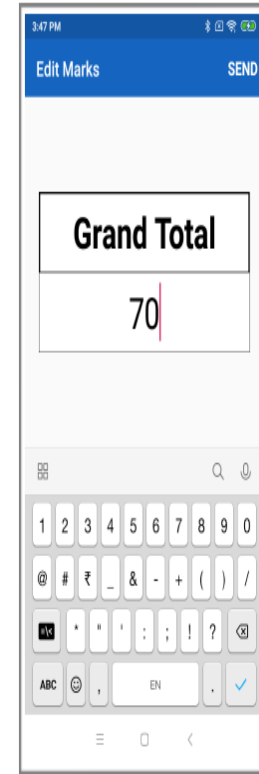 3:47 PM
Edit Marks SEND
Grand Total
70
1 2 3 4 5 6 7 8 9 0
@ # ₹ _ & - + ( ) /
=\< * " ' : ; ! ?
ABC , EN .